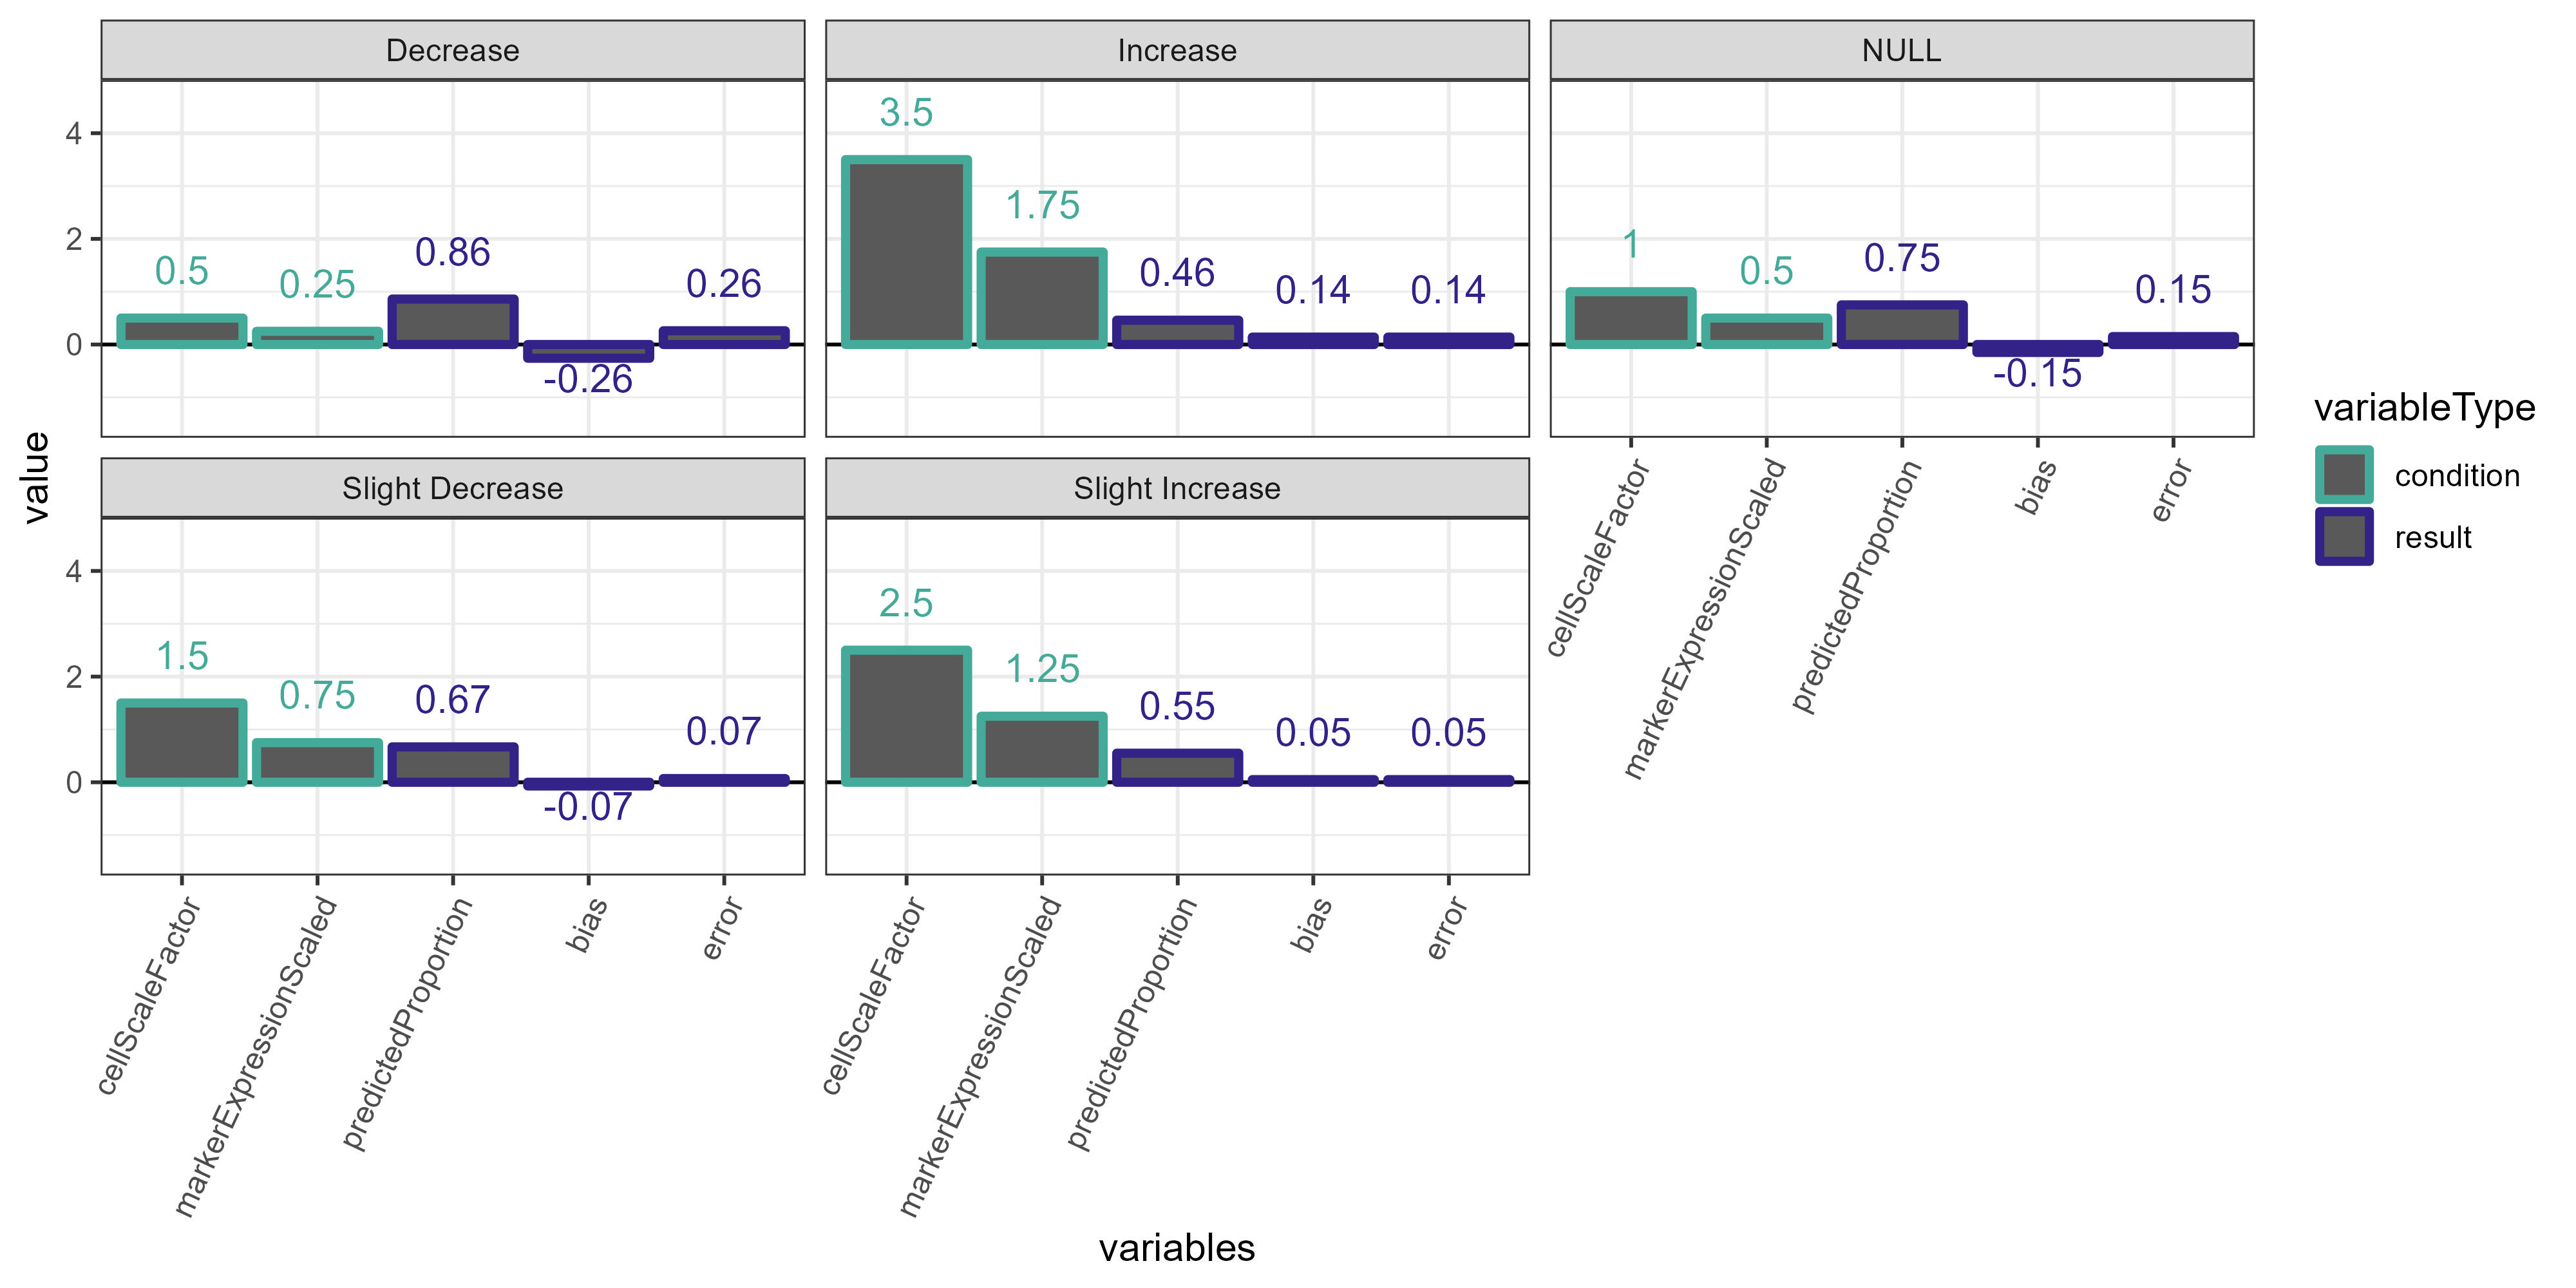 Decrease
Increase
NULL
4
2
0
0.5
0.25
0.86
-0.26
0.26
3.5
1.75
0.46
0.14
0.14
1
0.5
0.75
-0.15
0.15
cellScaleFactor
markerExpressionScaled
predictedProportion
bias
error
value
variableType
condition
result
Slight Decrease
Slight Increase
4
2
0
1.5
0.75
0.67
-0.07
0.07
2.5
1.25
0.55
0.05
0.05
cellScaleFactor
markerExpressionScaled
predictedProportion
bias
error
cellScaleFactor
markerExpressionScaled
predictedProportion
bias
error
variables